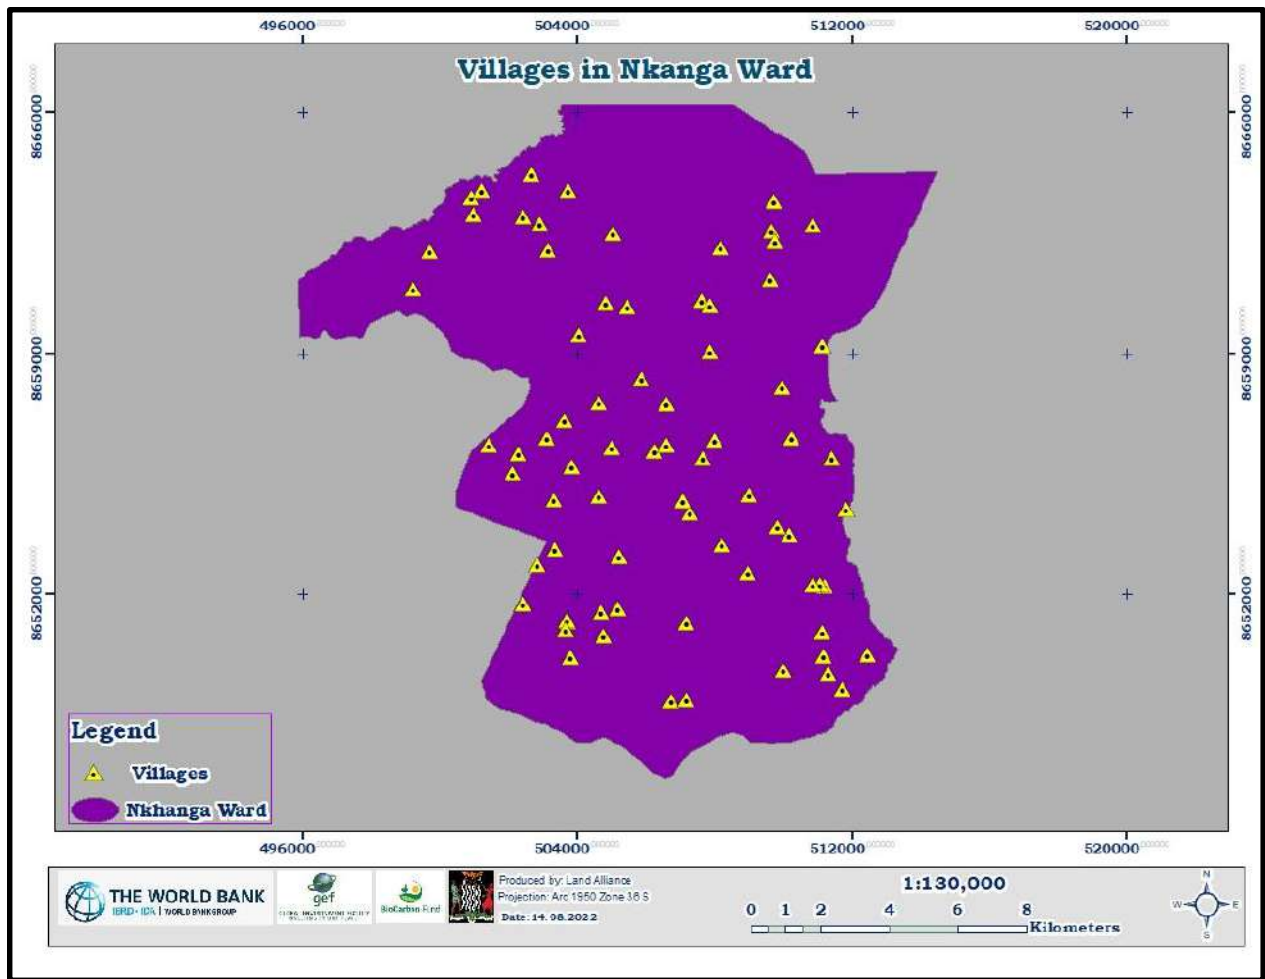 496000 504000 512000 520000
Villages in Nkanga Ward
8666000 8666000
8659000 8659000
8652000 8652000
Legend
Villages
Nkhanga Ward
496000 504000 512000 520000
THE WORLD BANK
IBRD • IDA | WORLD BANK GROUP
gef
BioCarbon Fund
Produced by: Land Alliance
Projection: Arc 1950 Zone 36 S
Date: 14.08.2022
1:130,000
0 1 2 4 6 8
Kilometers
N
W E
S